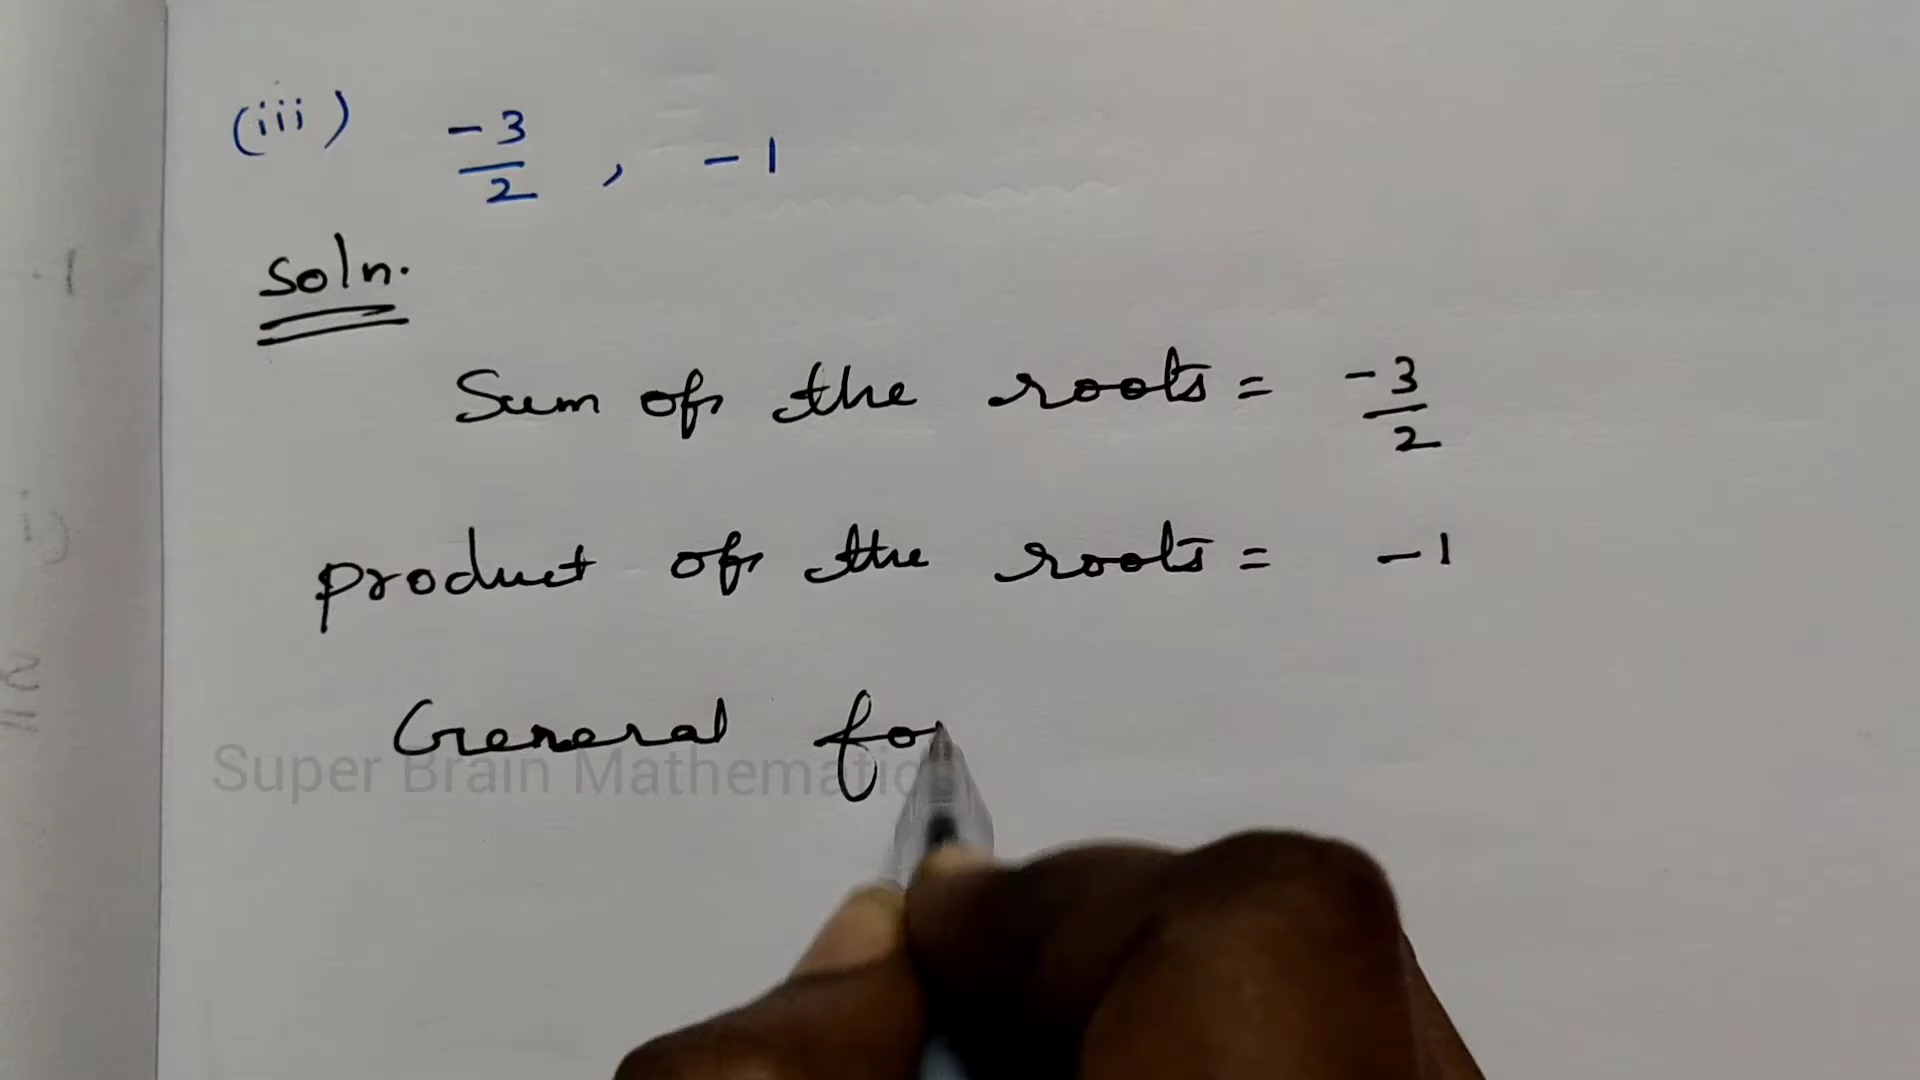 (iii) -3/2 , -1
Soln.
Sum of the roots = -3/2
product of the roots = -1
General fo
Super Brain Mathematics